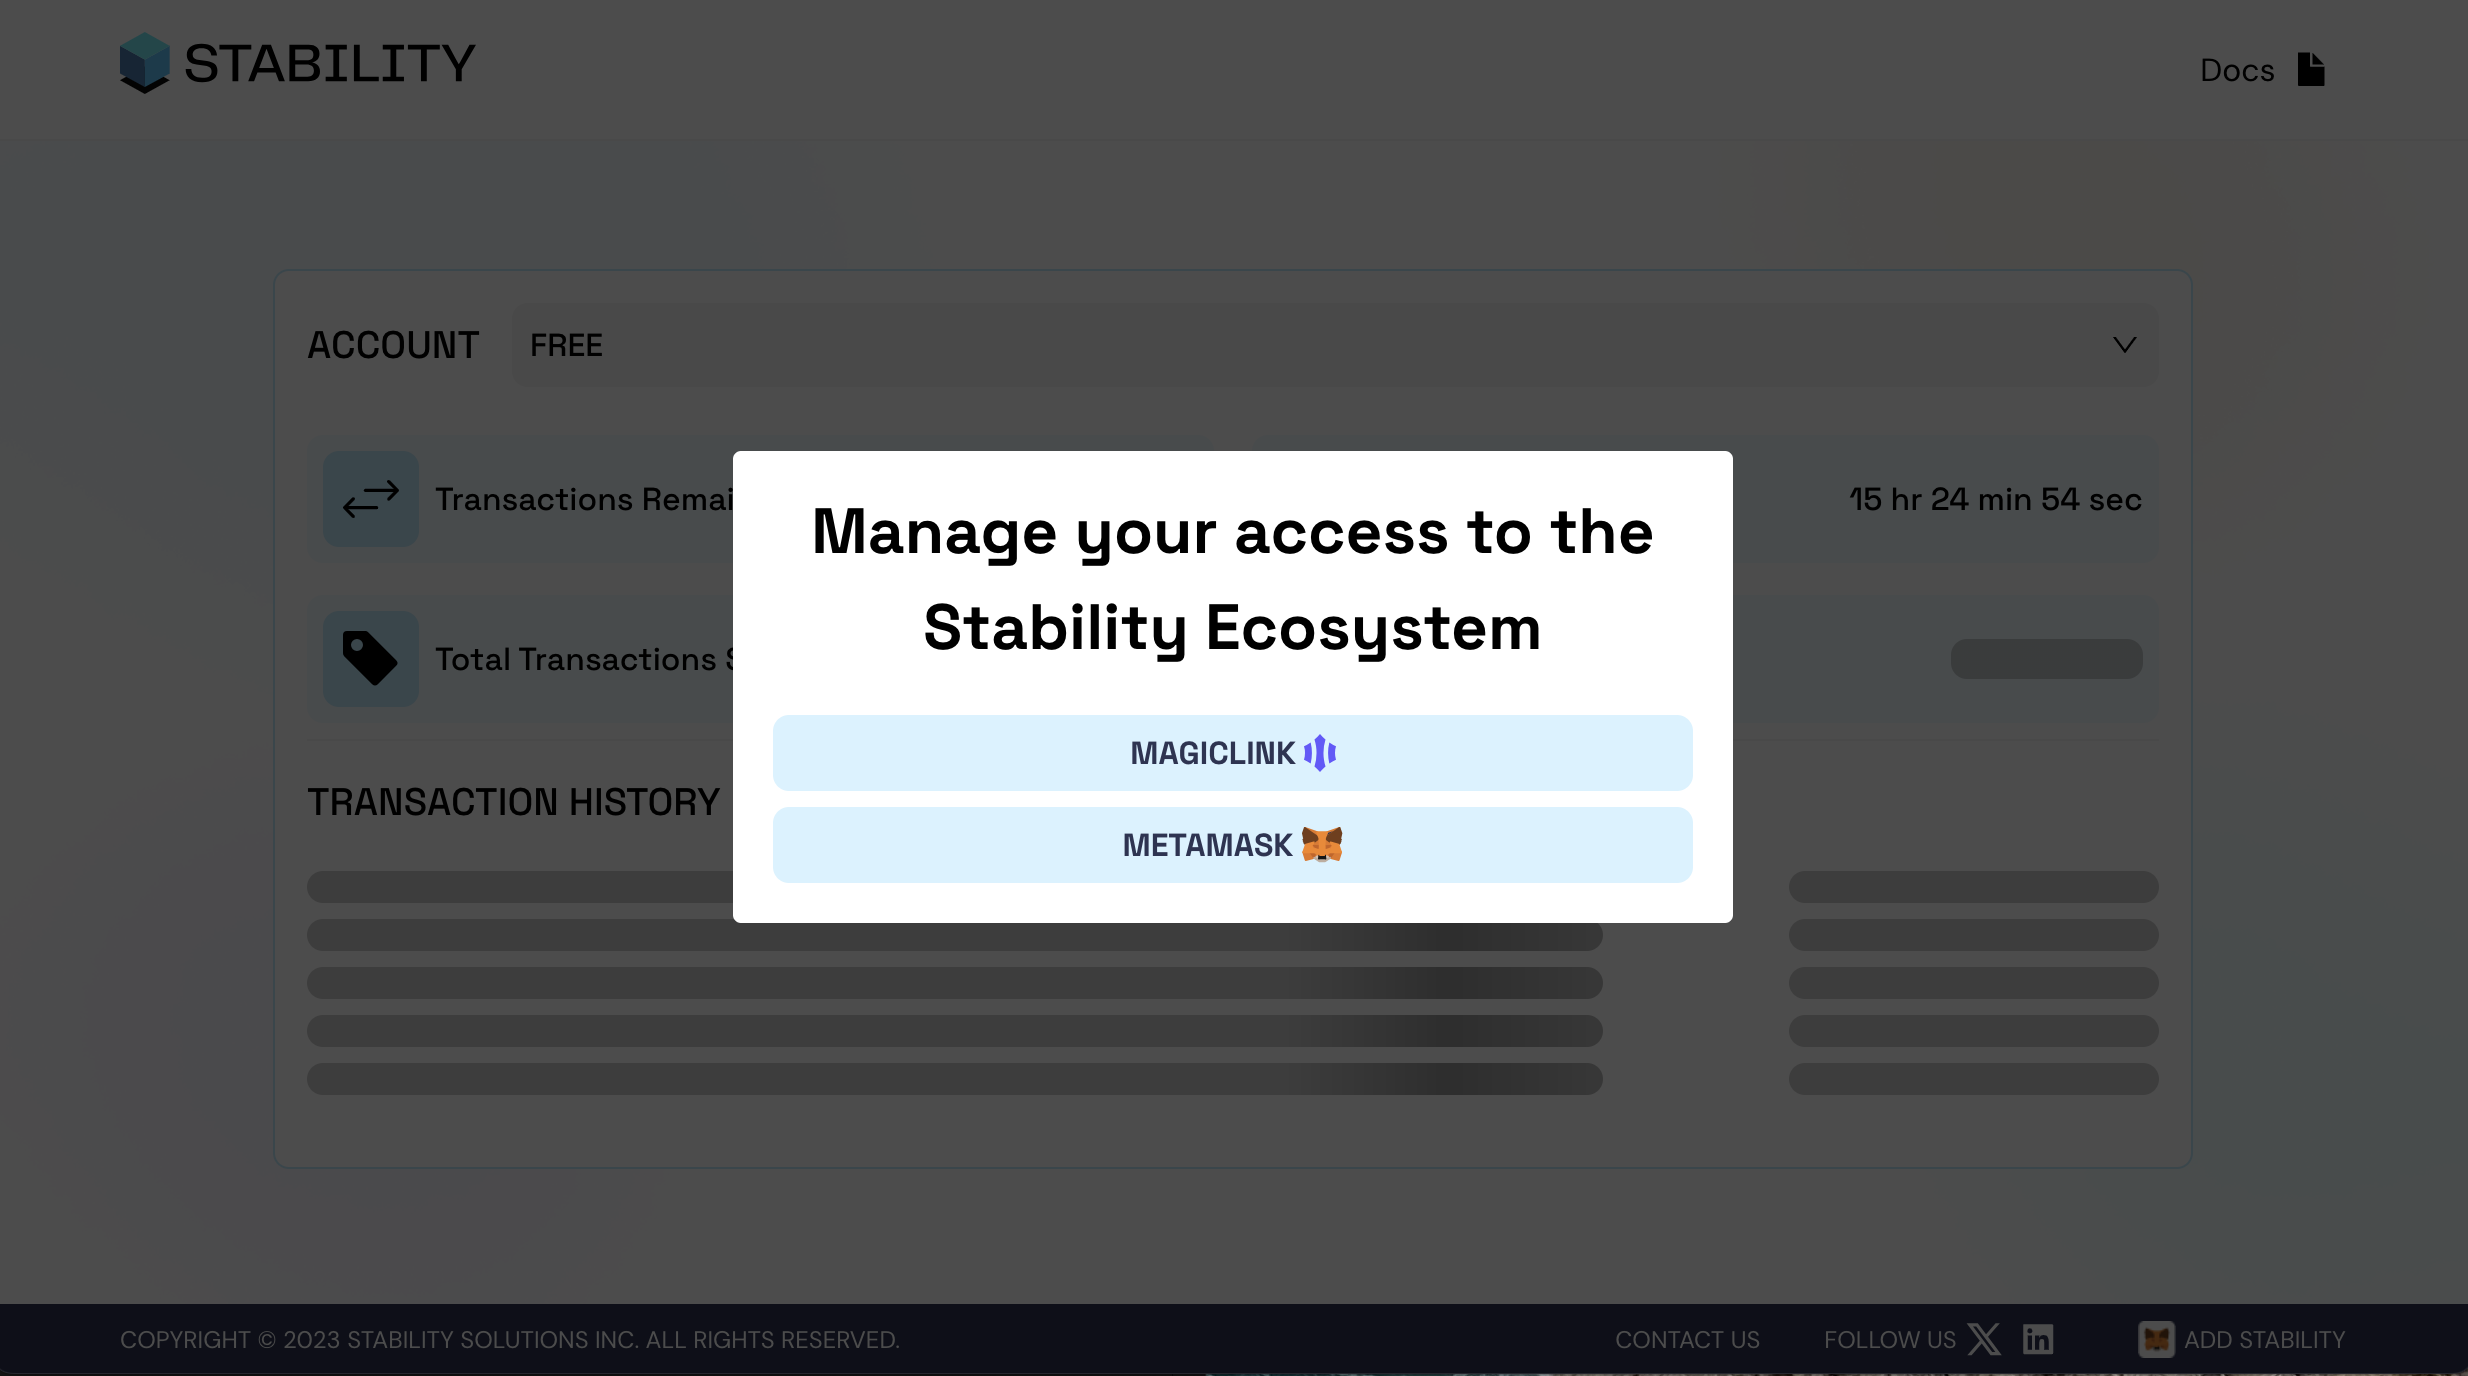 STABILITY
Docs
ACCOUNT
FREE
Transactions
15 hr 24 min 54 sec
Total Transactions
Manage your access to the
Stability Ecosystem
MAGICLINK
METAMASK
TRANSACTION HISTORY
COPYRIGHT © 2023 STABILITY SOLUTIONS INC. ALL RIGHTS RESERVED.
CONTACT US
FOLLOW US
ADD STABILITY